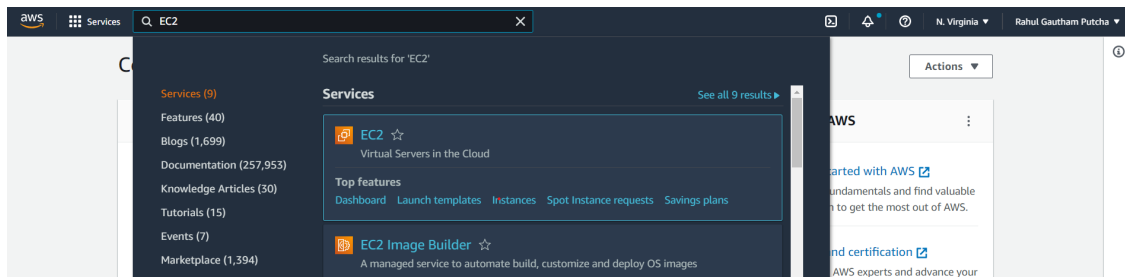 aws Services EC2 N. Virginia ▼ Rahul Gautham Putcha ▼
Search results for 'EC2'
Actions ▼
Services (9)
Features (40)
Blogs (1,699)
Documentation (257,953)
Knowledge Articles (30)
Tutorials (15)
Events (7)
Marketplace (1,394)
Services
See all 9 results ▶
EC2
Virtual Servers in the Cloud
Top features
Dashboard Launch templates Instances Spot Instance requests Savings plans
EC2 Image Builder
A managed service to automate build, customize and deploy OS images
AWS
arted with AWS
undamentals and find valuable
n to get the most out of AWS.
nd certification
AWS experts and advance your